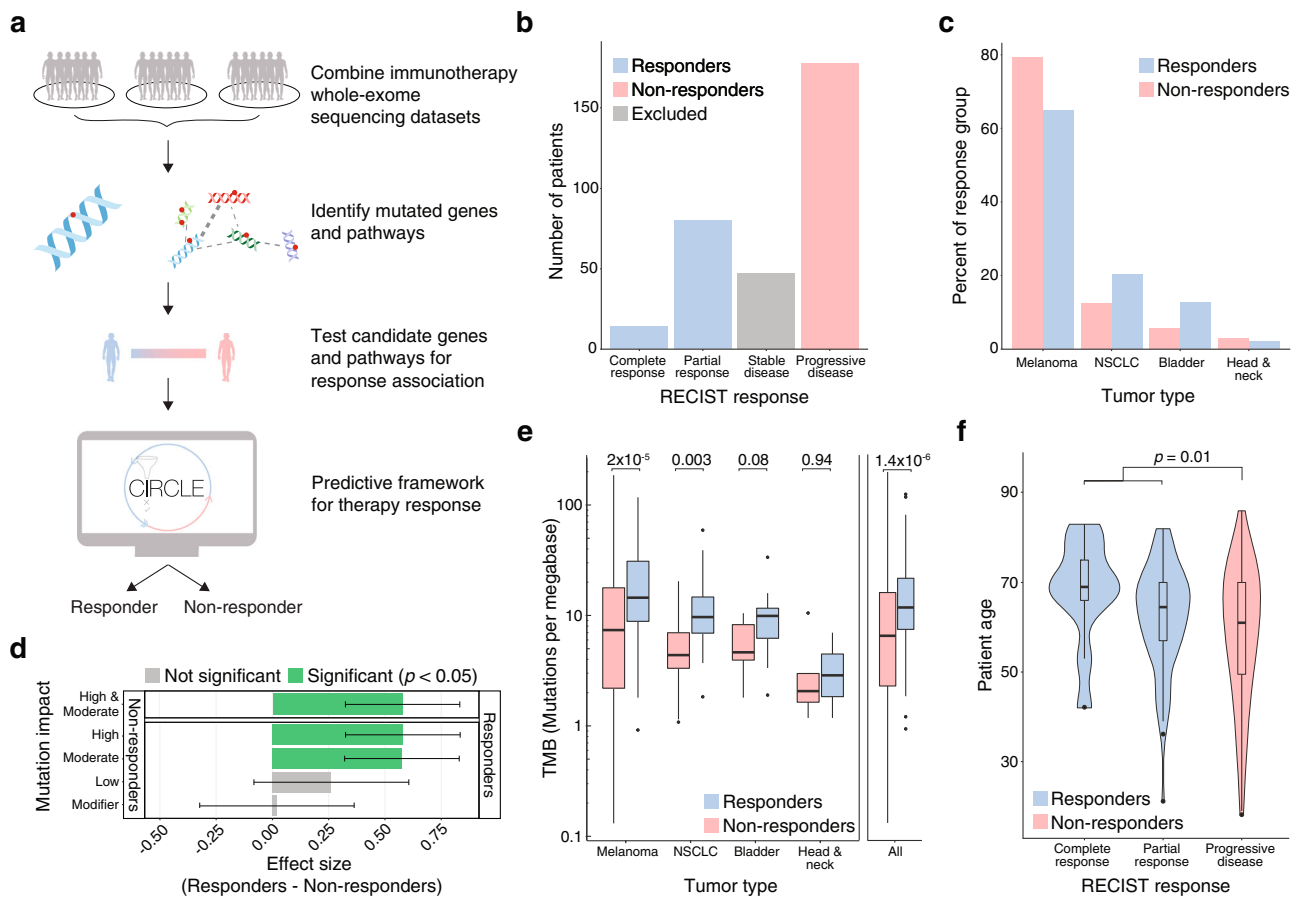 a
Combine immunotherapy
whole-exome
sequencing datasets
Identify mutated genes
and pathways
Test candidate genes
and pathways for
response association
CIRCLE
Predictive framework
for therapy response
Responder
Non-responder
b
Responders
Non-responders
Excluded
Number of patients
150
100
50
0
Complete
response
Partial
response
Stable
disease
Progressive
disease
RECIST response
c
Responders
Non-responders
Percent of response group
80
60
40
20
0
Melanoma
NSCLC
Bladder
Head &
neck
Tumor type
d
Not significant
Significant (p < 0.05)
Mutation impact
High &
Moderate
High
Moderate
Low
Modifier
Non-responders
Responders
-0.50
-0.25
0.00
0.25
0.50
0.75
Effect size
(Responders - Non-responders)
e
2x10-5
0.003
0.08
0.94
1.4x10-6
TMB (Mutations per megabase)
100
10
1
0.1
Responders
Non-responders
Melanoma
NSCLC
Bladder
Head &
neck
All
Tumor type
f
p = 0.01
Patient age
90
70
50
30
Responders
Non-responders
Complete
response
Partial
response
Progressive
disease
RECIST response